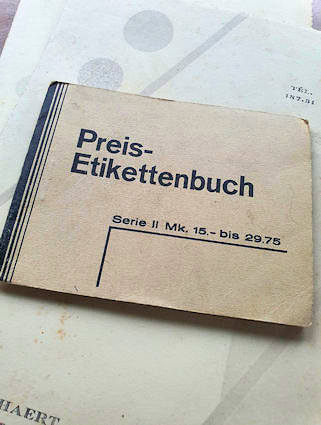 TÉL.
187.31
Preis-
Etikettenbuch
Serie II Mk. 15.- bis 29.75
HAERT